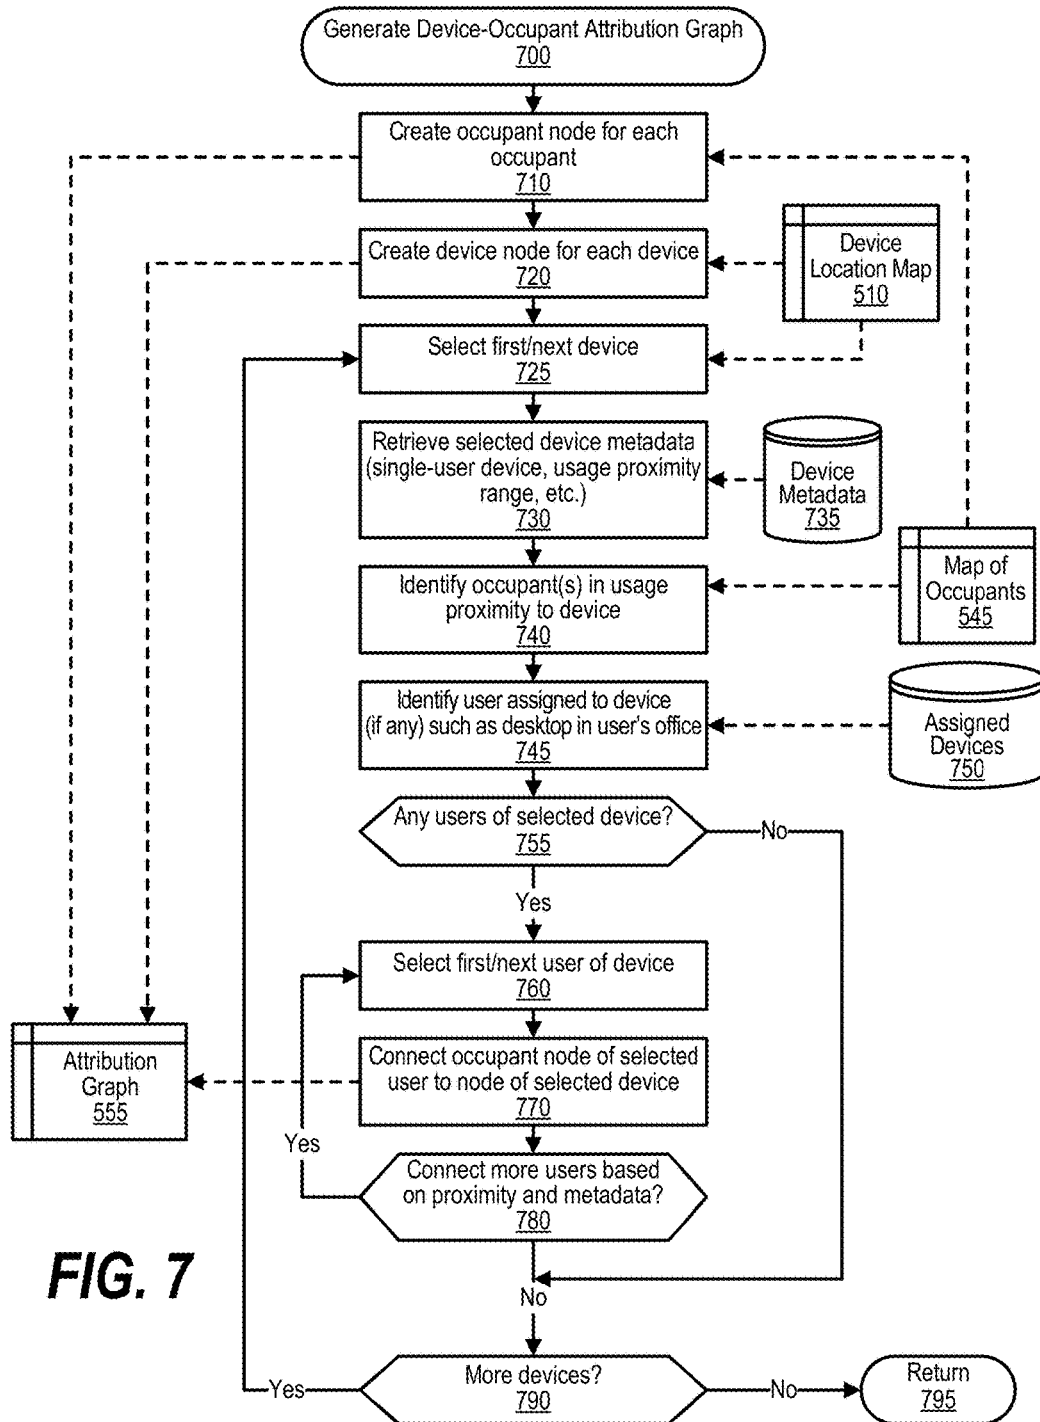 Generate Device-Occupant Attribution Graph
700
Create occupant node for each
occupant
710
Create device node for each device
720
Device
Location Map
510
Select first/next device
725
Retrieve selected device metadata
(single-user device, usage proximity
range, etc.)
730
Device
Metadata
735
Identify occupant(s) in usage
proximity to device
740
Map of
Occupants
545
Identify user assigned to device
(if any) such as desktop in user's office
745
Assigned
Devices
750
Any users of selected device?
755
No
Yes
Select first/next user of device
760
Attribution
Graph
555
Connect occupant node of selected
user to node of selected device
770
Yes
Connect more users based
on proximity and metadata?
780
FIG. 7
No
More devices?
790
Yes
No
Return
795